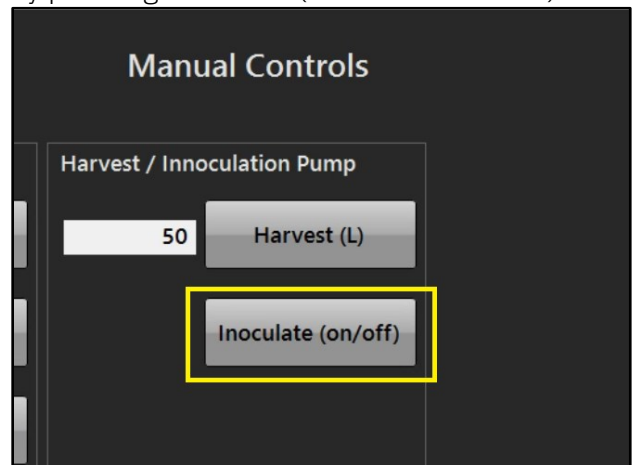 Manual Controls
Harvest / Innoculation Pump
50
Harvest (L)
Inoculate (on/off)